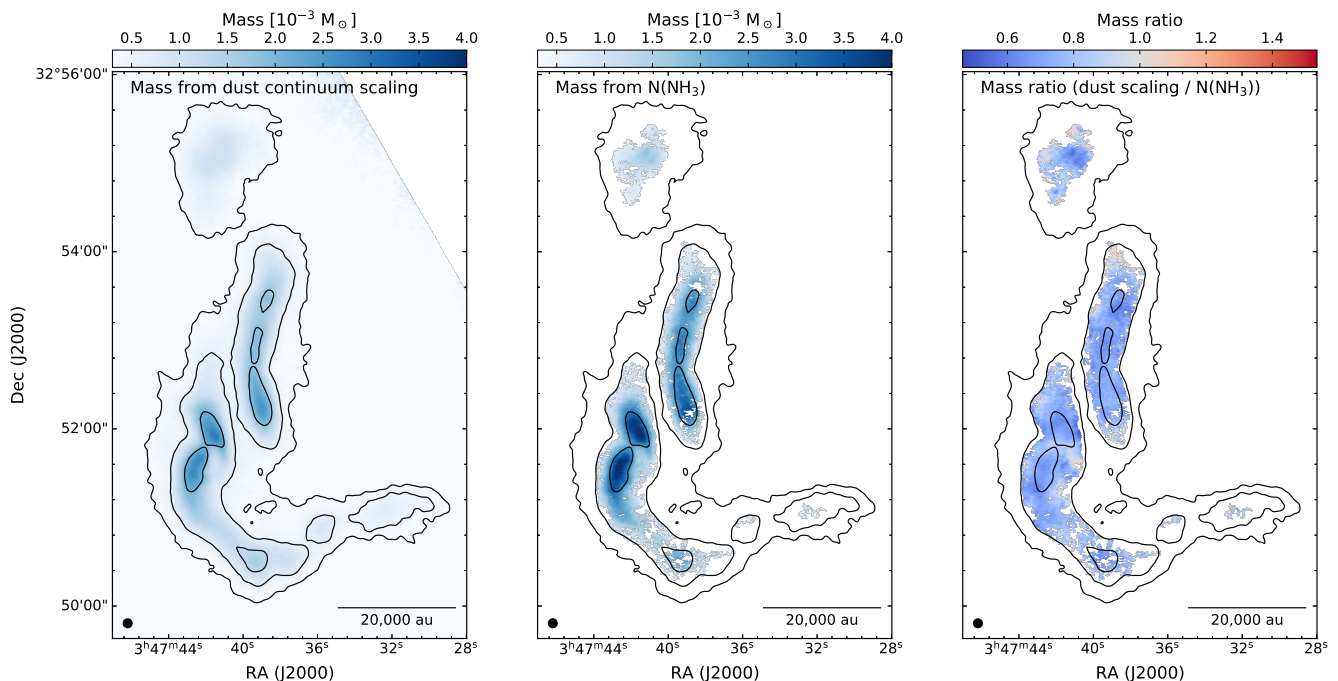 Mass [10⁻³ M☉]
0.5 1.0 1.5 2.0 2.5 3.0 3.5 4.0
Mass from dust continuum scaling
32°56'00"
54'00"
52'00"
50'00"
Dec (J2000)
20,000 au
3ʰ47ᵐ44ˢ 40ˢ 36ˢ 32ˢ 28ˢ
RA (J2000)
Mass [10⁻³ M☉]
0.5 1.0 1.5 2.0 2.5 3.0 3.5 4.0
Mass from N(NH₃)
20,000 au
3ʰ47ᵐ44ˢ 40ˢ 36ˢ 32ˢ 28ˢ
RA (J2000)
Mass ratio
0.6 0.8 1.0 1.2 1.4
Mass ratio (dust scaling / N(NH₃))
20,000 au
3ʰ47ᵐ44ˢ 40ˢ 36ˢ 32ˢ 28ˢ
RA (J2000)